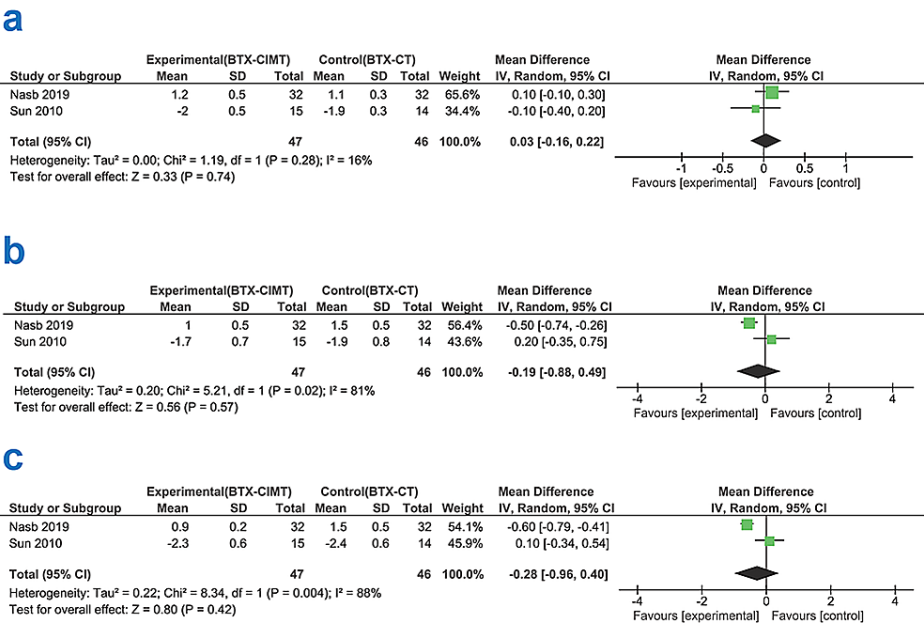 a
Experimental(BTX-CIMT) Control(BTX-CT) Mean Difference Mean Difference
Study or Subgroup Mean SD Total Mean SD Total Weight IV, Random, 95% CI IV, Random, 95% CI
Nasb 2019 1.2 0.5 32 1.1 0.3 32 65.6% 0.10 [-0.10, 0.30]
Sun 2010 -2 0.5 15 -1.9 0.3 14 34.4% -0.10 [-0.40, 0.20]
Total (95% CI) 47 46 100.0% 0.03 [-0.16, 0.22]
Heterogeneity: Tau² = 0.00; Chi² = 1.19, df = 1 (P = 0.28); I² = 16%
Test for overall effect: Z = 0.33 (P = 0.74)
-1 -0.5 0 0.5 1
Favours [experimental] Favours [control]
b
Experimental(BTX-CIMT) Control(BTX-CT) Mean Difference Mean Difference
Study or Subgroup Mean SD Total Mean SD Total Weight IV, Random, 95% CI IV, Random, 95% CI
Nasb 2019 1 0.5 32 1.5 0.5 32 56.4% -0.50 [-0.74, -0.26]
Sun 2010 -1.7 0.7 15 -1.9 0.8 14 43.6% 0.20 [-0.35, 0.75]
Total (95% CI) 47 46 100.0% -0.19 [-0.88, 0.49]
Heterogeneity: Tau² = 0.20; Chi² = 5.21, df = 1 (P = 0.02); I² = 81%
Test for overall effect: Z = 0.56 (P = 0.57)
-4 -2 0 2 4
Favours [experimental] Favours [control]
c
Experimental(BTX-CIMT) Control(BTX-CT) Mean Difference Mean Difference
Study or Subgroup Mean SD Total Mean SD Total Weight IV, Random, 95% CI IV, Random, 95% CI
Nasb 2019 0.9 0.2 32 1.5 0.5 32 54.1% -0.60 [-0.79, -0.41]
Sun 2010 -2.3 0.6 15 -2.4 0.6 14 45.9% 0.10 [-0.34, 0.54]
Total (95% CI) 47 46 100.0% -0.28 [-0.96, 0.40]
Heterogeneity: Tau² = 0.22; Chi² = 8.34, df = 1 (P = 0.004); I² = 88%
Test for overall effect: Z = 0.80 (P = 0.42)
-4 -2 0 2 4
Favours [experimental] Favours [control]